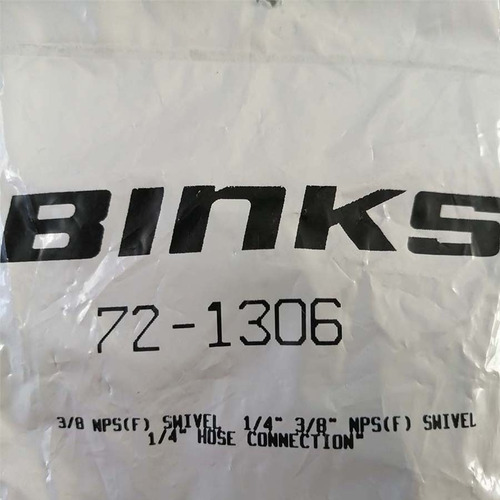 BINKS
72-1306
3/8 NPS(F) SWIVEL 1/4" 3/8" NPS(F) SWIVEL
1/4" HOSE CONNECTION"